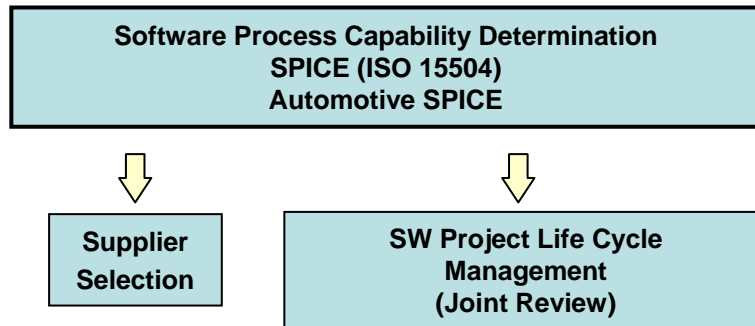 Software Process Capability Determination
SPICE (ISO 15504)
Automotive SPICE
Supplier
Selection
SW Project Life Cycle
Management
(Joint Review)